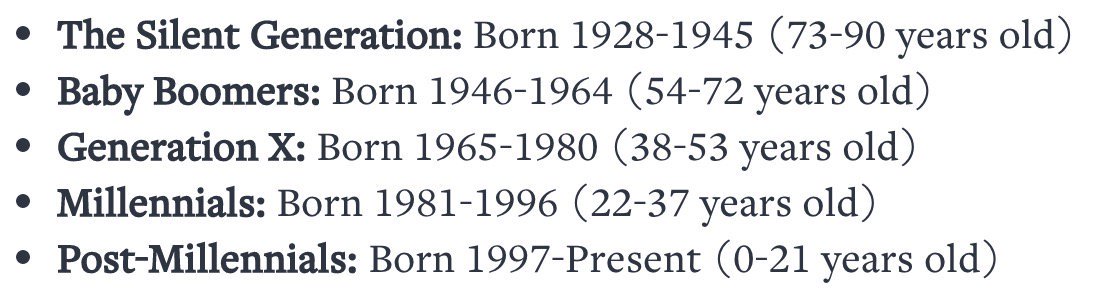 • The Silent Generation: Born 1928-1945 (73-90 years old)
• Baby Boomers: Born 1946-1964 (54-72 years old)
• Generation X: Born 1965-1980 (38-53 years old)
• Millennials: Born 1981-1996 (22-37 years old)
• Post-Millennials: Born 1997-Present (0-21 years old)